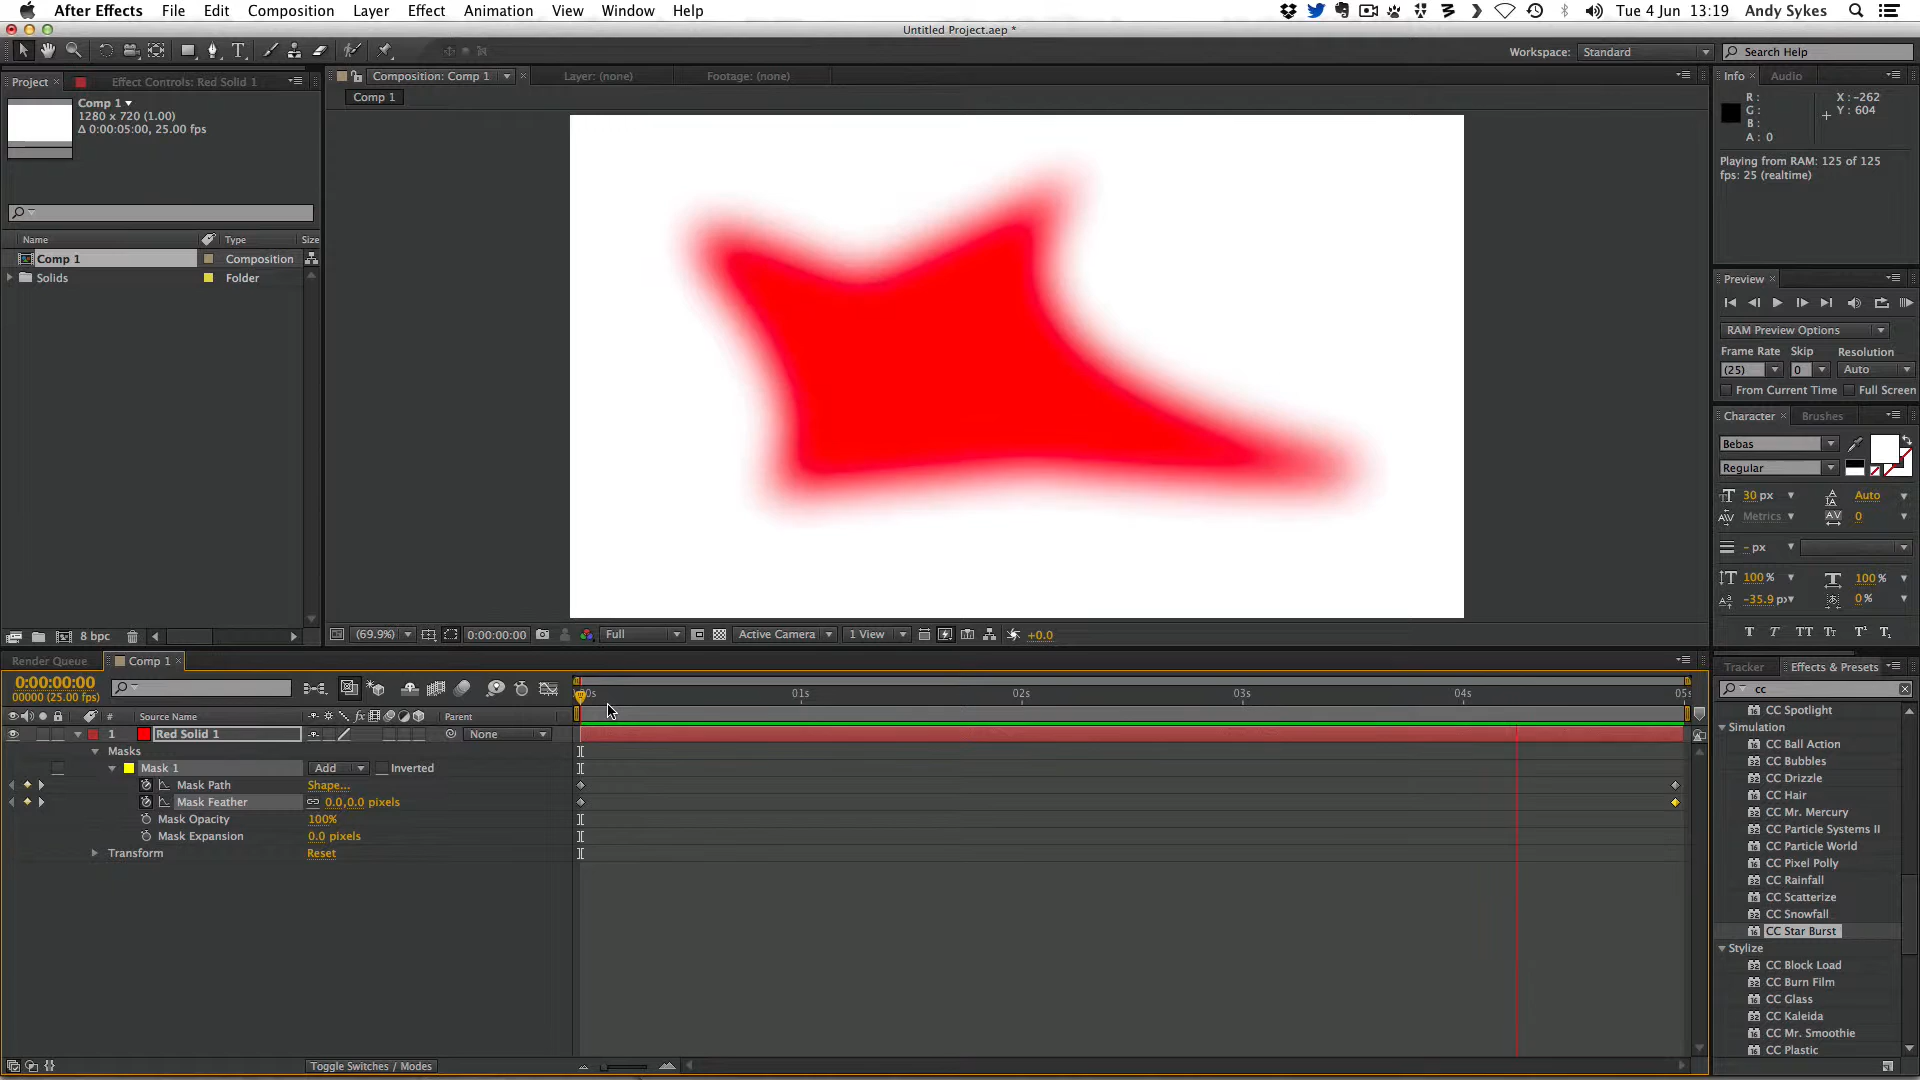 After Effects File Edit Composition Layer Effect Animation View Window Help Tue 4 Jun 13:19 Andy Sykes
Untitled Project.aep *
Workspace: Standard Search Help
Project Effect Controls: Red Solid 1
Composition: Comp 1 Layer: (none) Footage: (none)
Info Audio
Comp 1
1280 x 720 (1.00)
Δ 0:00:05:00, 25.00 fps
Comp 1
R :
G :
B :
A : 0
X : -262
Y : 604
Playing from RAM: 125 of 125
fps: 25 (realtime)
Name Type Size
Comp 1 Composition
Solids Folder
Preview
RAM Preview Options
Frame Rate Skip Resolution
(25) 0 Auto
From Current Time Full Screen
Character Brushes
Bebas
Regular
30 px Auto
Metrics 0
- px
100 % 100 %
-35.9 px 0 %
T T TT Tt T¹ T₁
8 bpc
(69.9%) 0:00:00:00 Full Active Camera 1 View +0.0
Render Queue Comp 1
0:00:00:00
00000 (25.00 fps)
01s 02s 03s 04s 05s
# Source Name fx Parent
1 Red Solid 1 None
Masks
Mask 1 Add Inverted
Mask Path Shape...
Mask Feather 0.0,0.0 pixels
Mask Opacity 100%
Mask Expansion 0.0 pixels
Transform Reset
Toggle Switches / Modes
Tracker Effects & Presets
cc
CC Spotlight
Simulation
CC Ball Action
CC Bubbles
CC Drizzle
CC Hair
CC Mr. Mercury
CC Particle Systems II
CC Particle World
CC Pixel Polly
CC Rainfall
CC Scatterize
CC Snowfall
CC Star Burst
Stylize
CC Block Load
CC Burn Film
CC Glass
CC Kaleida
CC Mr. Smoothie
CC Plastic